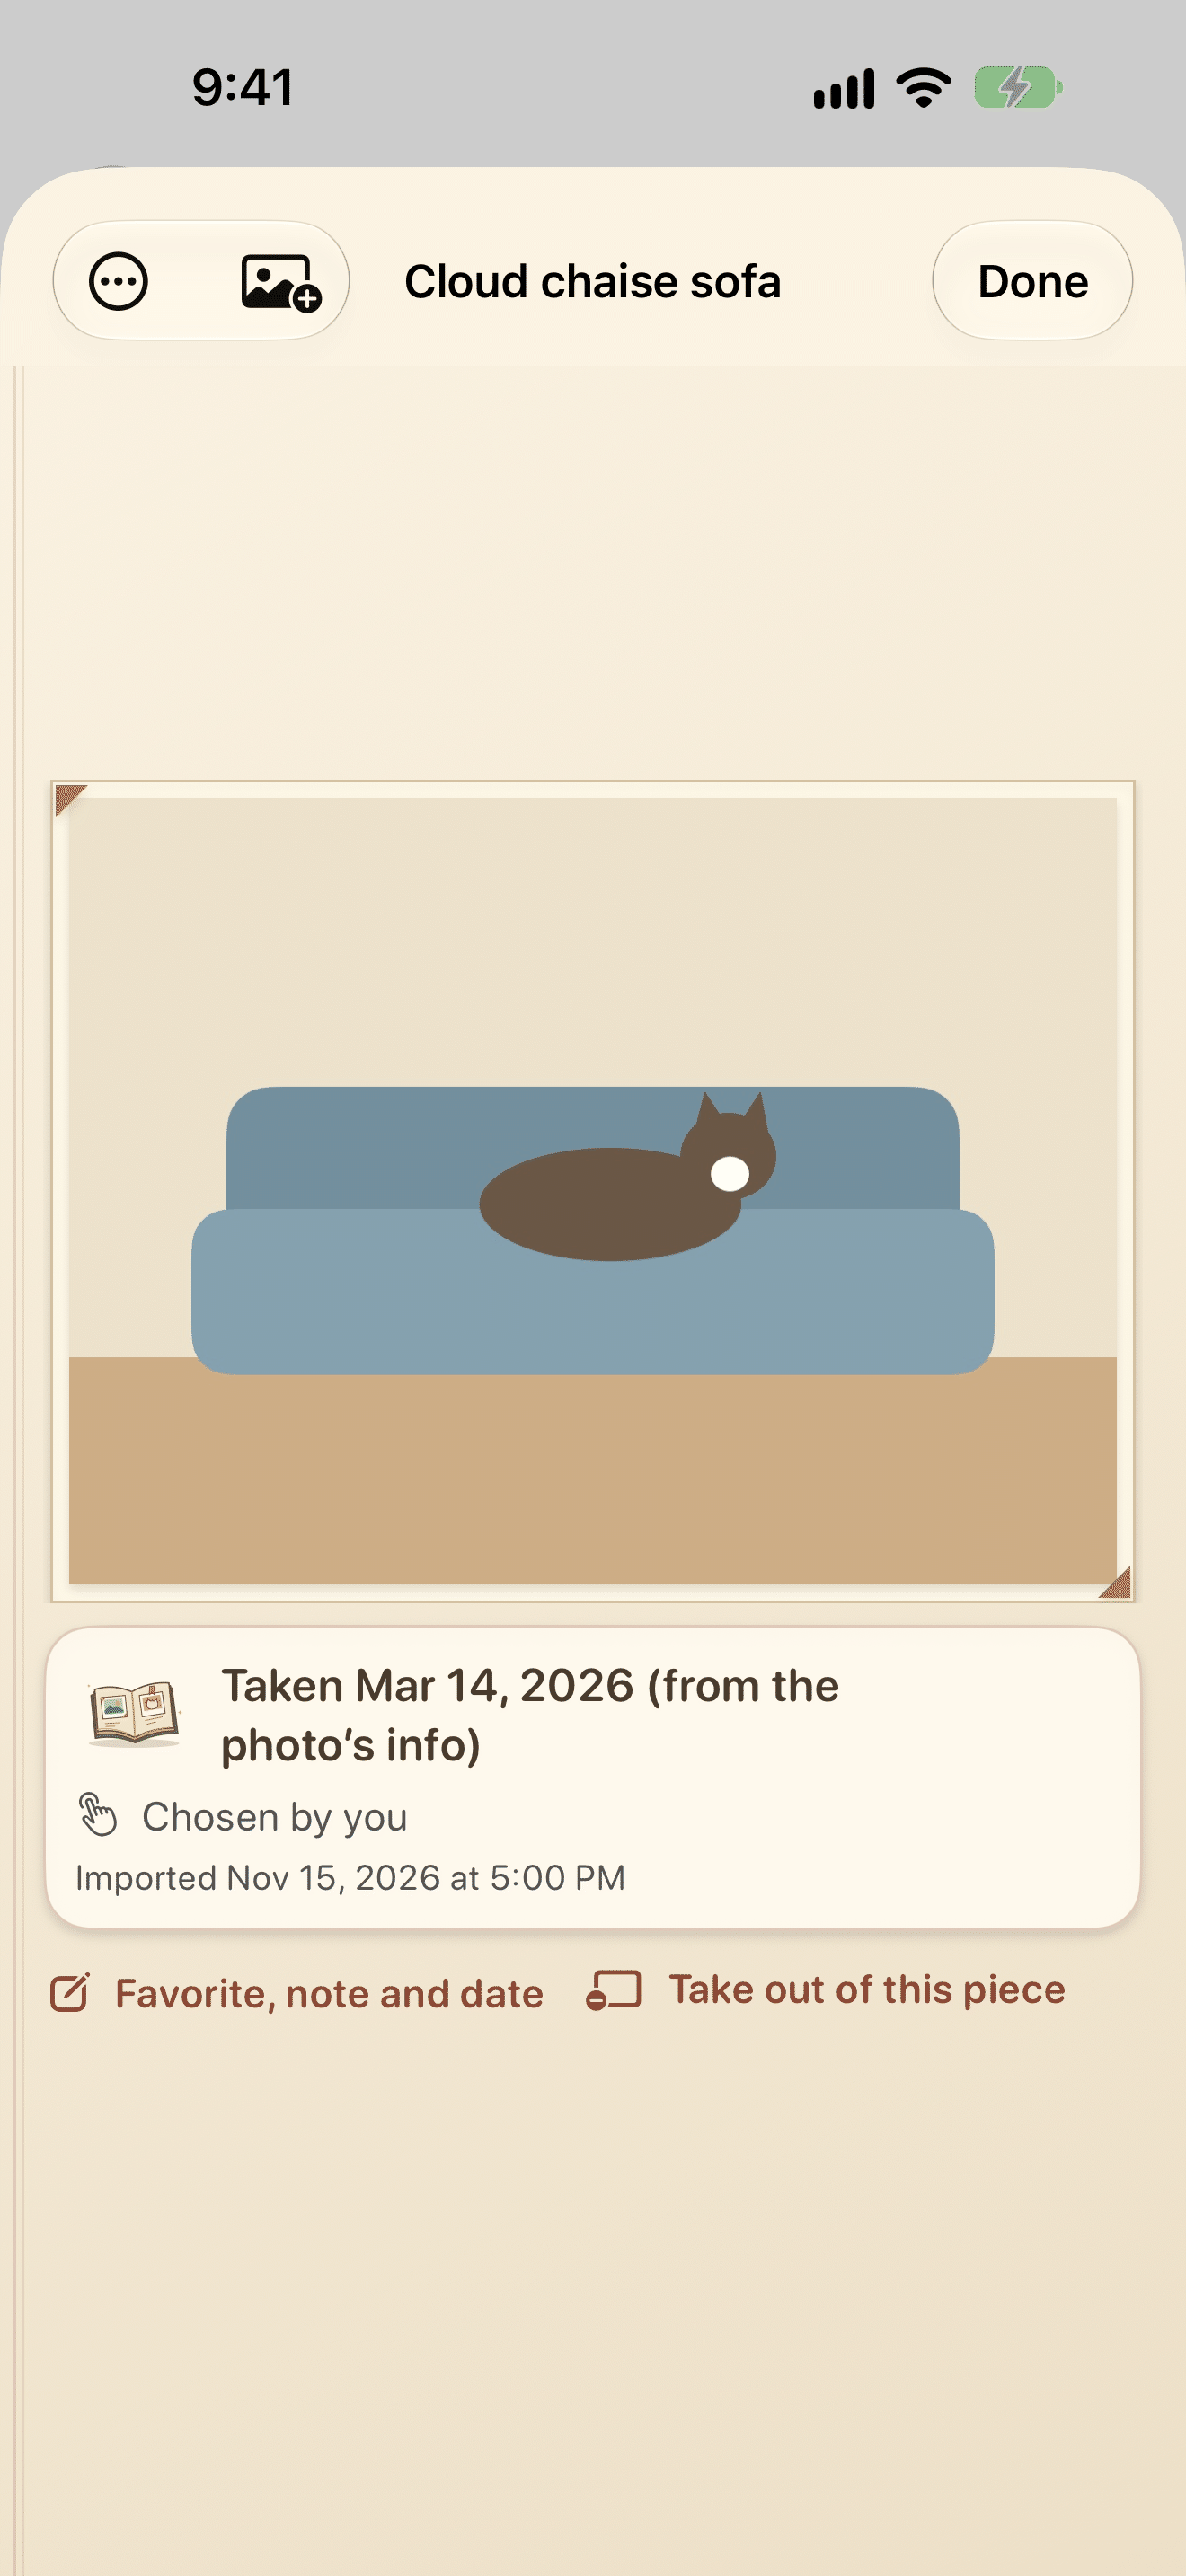 9:41
Cloud chaise sofa
Done
Taken Mar 14, 2026 (from the
photo’s info)
Chosen by you
Imported Nov 15, 2026 at 5:00 PM
Favorite, note and date
Take out of this piece